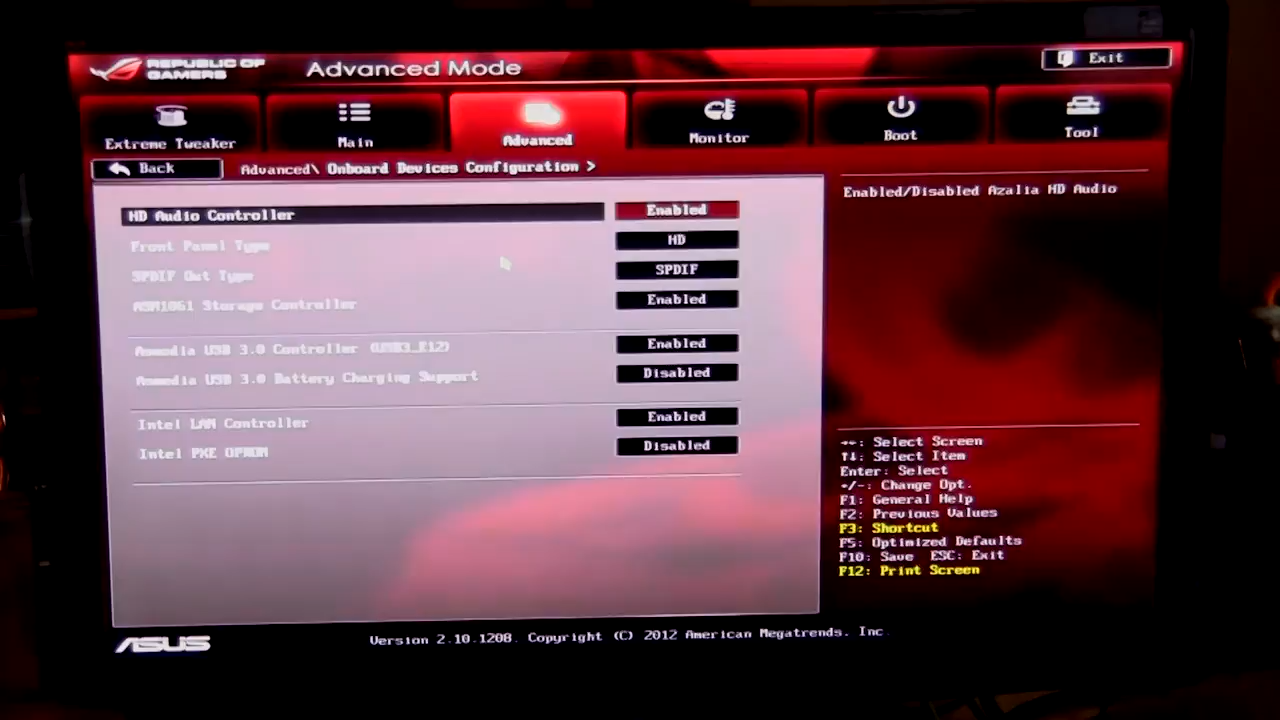 REPUBLIC OF
GAMERS
Advanced Mode
Exit
Extreme Tweaker
Main
Advanced
Monitor
Boot
Tool
Back
Advanced\ Onboard Devices Configuration >
HD Audio Controller Enabled
Front Panel Type HD
SPDIF Out Type SPDIF
ASM1061 Storage Controller Enabled
Asmedia USB 3.0 Controller (USB3_E12) Enabled
Asmedia USB 3.0 Battery Charging Support Disabled
Intel LAN Controller Enabled
Intel PXE OPROM Disabled
Enabled/Disabled Azalia HD Audio
→←: Select Screen
↑↓: Select Item
Enter: Select
+/-: Change Opt.
F1: General Help
F2: Previous Values
F3: Shortcut
F5: Optimized Defaults
F10: Save ESC: Exit
F12: Print Screen
ASUS
Version 2.10.1208. Copyright (C) 2012 American Megatrends, Inc.